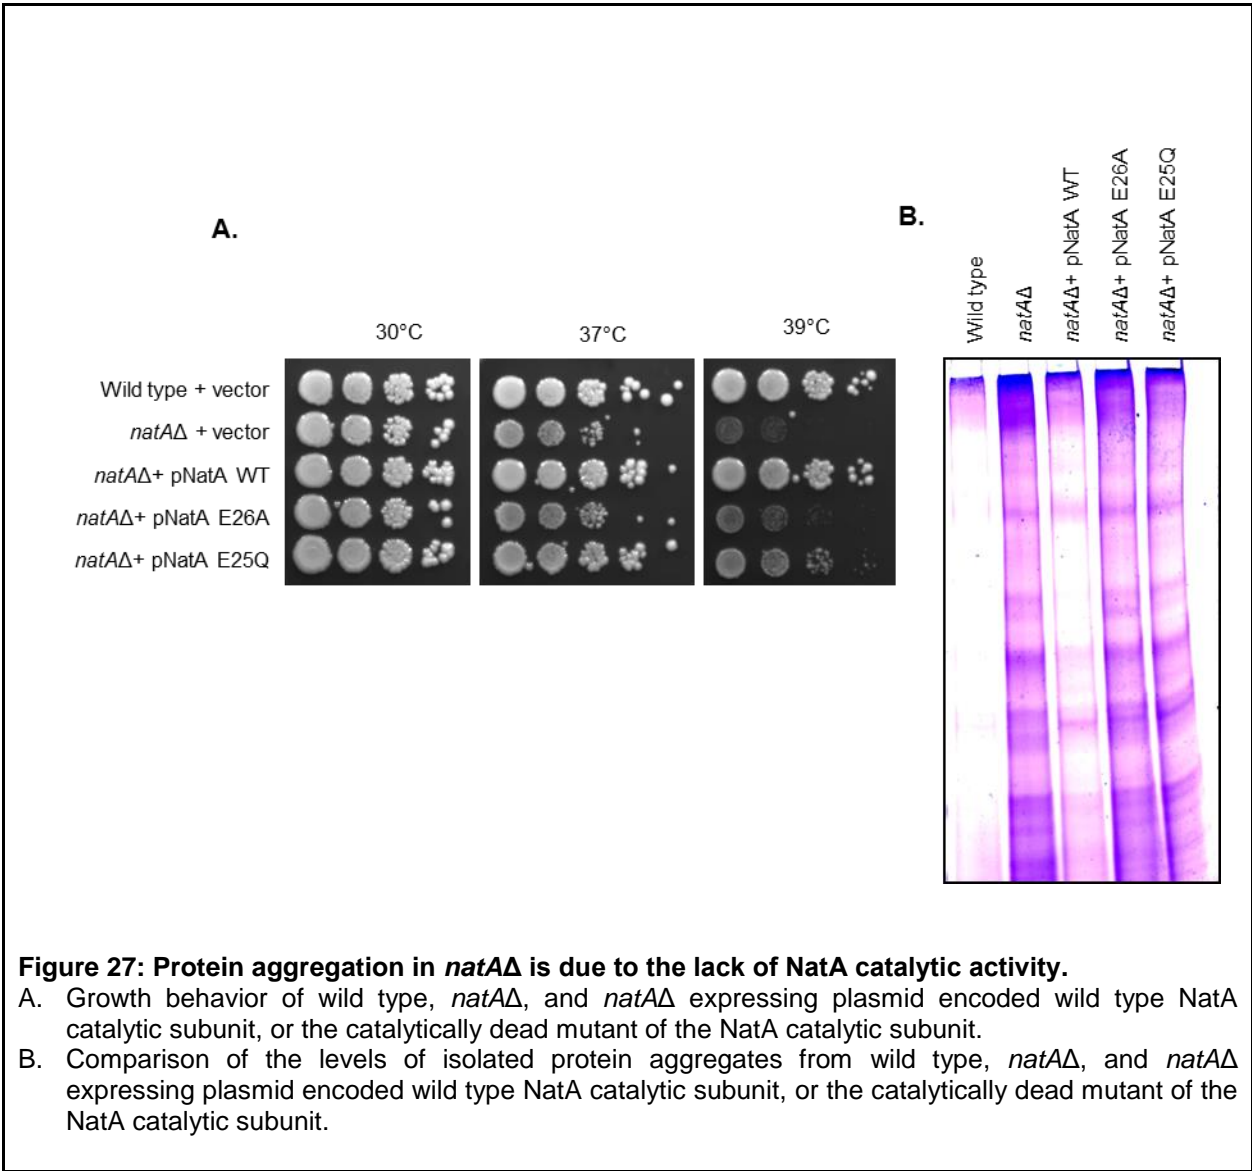 A.
30°C
37°C
39°C
Wild type + vector
natAΔ + vector
natAΔ+ pNatA WT
natAΔ+ pNatA E26A
natAΔ+ pNatA E25Q
B.
Wild type
natAΔ
natAΔ+ pNatA WT
natAΔ+ pNatA E26A
natAΔ+ pNatA E25Q
Figure 27: Protein aggregation in natAΔ is due to the lack of NatA catalytic activity.
A. Growth behavior of wild type, natAΔ, and natAΔ expressing plasmid encoded wild type NatA
catalytic subunit, or the catalytically dead mutant of the NatA catalytic subunit.
B. Comparison of the levels of isolated protein aggregates from wild type, natAΔ, and natAΔ
expressing plasmid encoded wild type NatA catalytic subunit, or the catalytically dead mutant of the
NatA catalytic subunit.